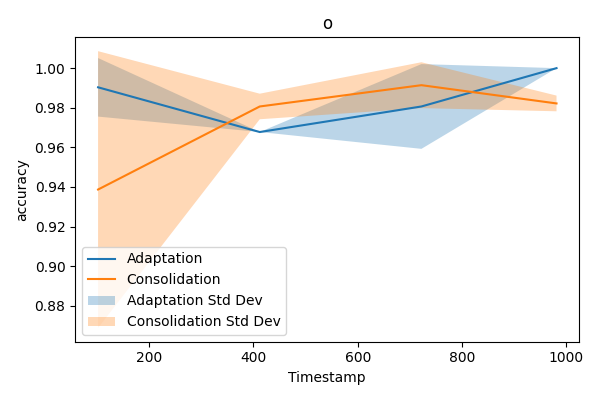 o
1.00
0.98
0.96
0.94
0.92
0.90
0.88
accuracy
Adaptation
Consolidation
Adaptation Std Dev
Consolidation Std Dev
200
400
600
800
1000
Timestamp